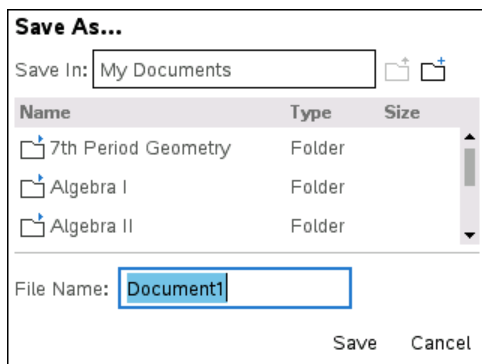 Save As...
Save In: My Documents
Name Type Size
7th Period Geometry Folder
Algebra I Folder
Algebra II Folder
File Name: Document1
Save Cancel